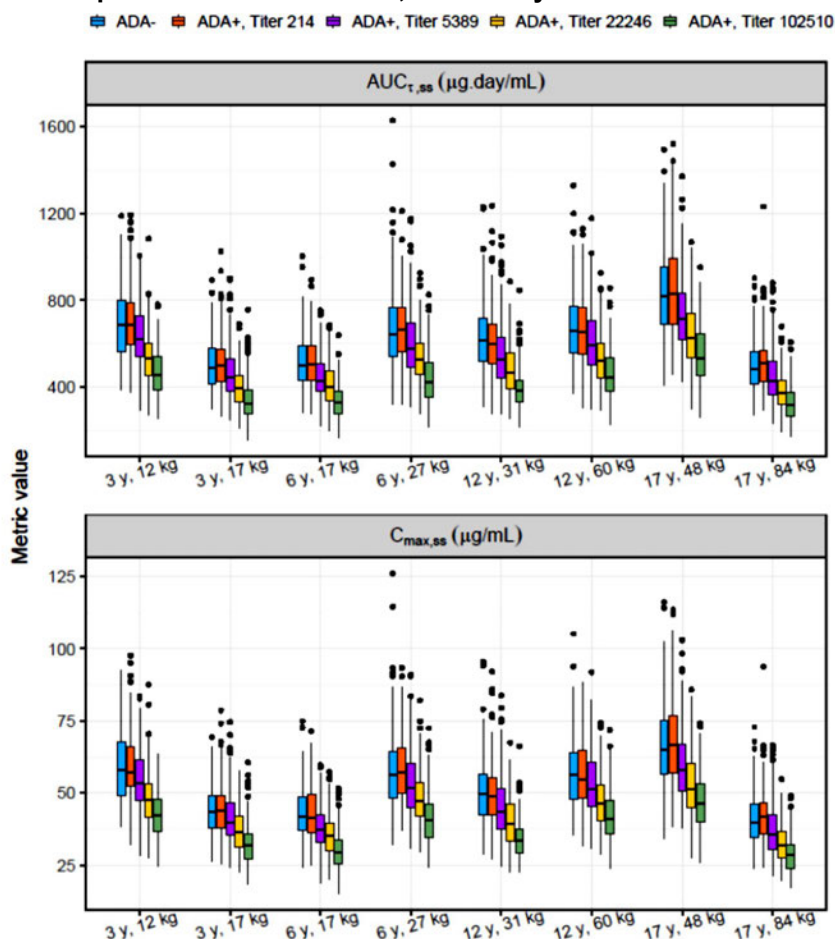 ADA- ADA+, Titer 214 ADA+, Titer 5389 ADA+, Titer 22246 ADA+, Titer 102510
AUCτ,ss (μg.day/mL)
1600
1200
800
400
3 y, 12 kg 3 y, 17 kg 6 y, 17 kg 6 y, 27 kg 12 y, 31 kg 12 y, 60 kg 17 y, 48 kg 17 y, 84 kg
Metric value
Cmax,ss (μg/mL)
125
100
75
50
25
3 y, 12 kg 3 y, 17 kg 6 y, 17 kg 6 y, 27 kg 12 y, 31 kg 12 y, 60 kg 17 y, 48 kg 17 y, 84 kg